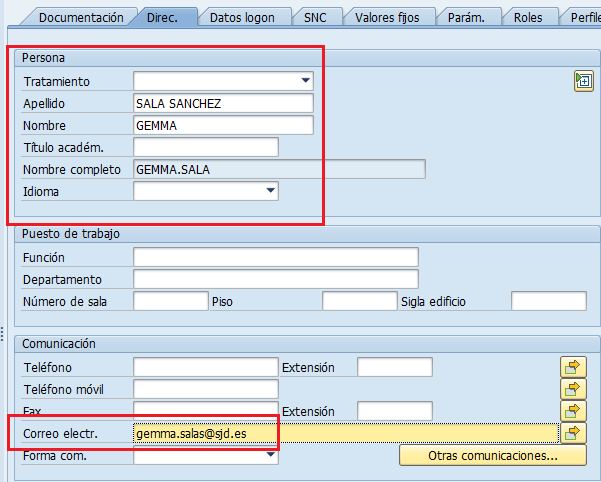 Documentación Direc. Datos logon SNC Valores fijos Parám. Roles Perfile
Persona
Tratamiento
Apellido SALA SANCHEZ
Nombre GEMMA
Título académ.
Nombre completo GEMMA.SALA
Idioma
Puesto de trabajo
Función
Departamento
Número de sala Piso Sigla edificio
Comunicación
Teléfono Extensión
Teléfono móvil
Fax Extensión
Correo electr. gemma.salas@sjd.es
Forma com. Otras comunicaciones...